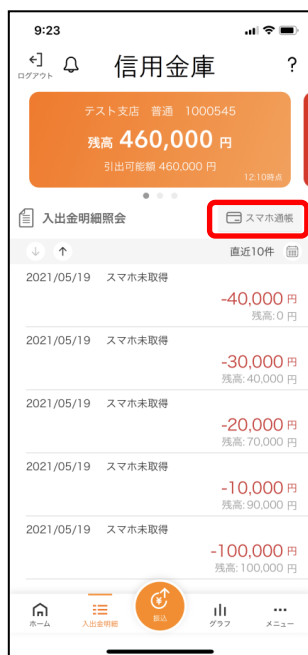 9:23
ログアウト
信用金庫
?
テスト支店 普通 1000545
残高 460,000 円
引出可能額 460,000 円
12:10時点
入出金明細照会
スマホ通帳
直近10件
2021/05/19 スマホ未取得
-40,000 円
残高: 0 円
2021/05/19 スマホ未取得
-30,000 円
残高: 40,000 円
2021/05/19 スマホ未取得
-20,000 円
残高: 70,000 円
2021/05/19 スマホ未取得
-10,000 円
残高: 90,000 円
2021/05/19 スマホ未取得
-100,000 円
残高: 100,000 円
ホーム
入出金明細
振込
グラフ
メニュー